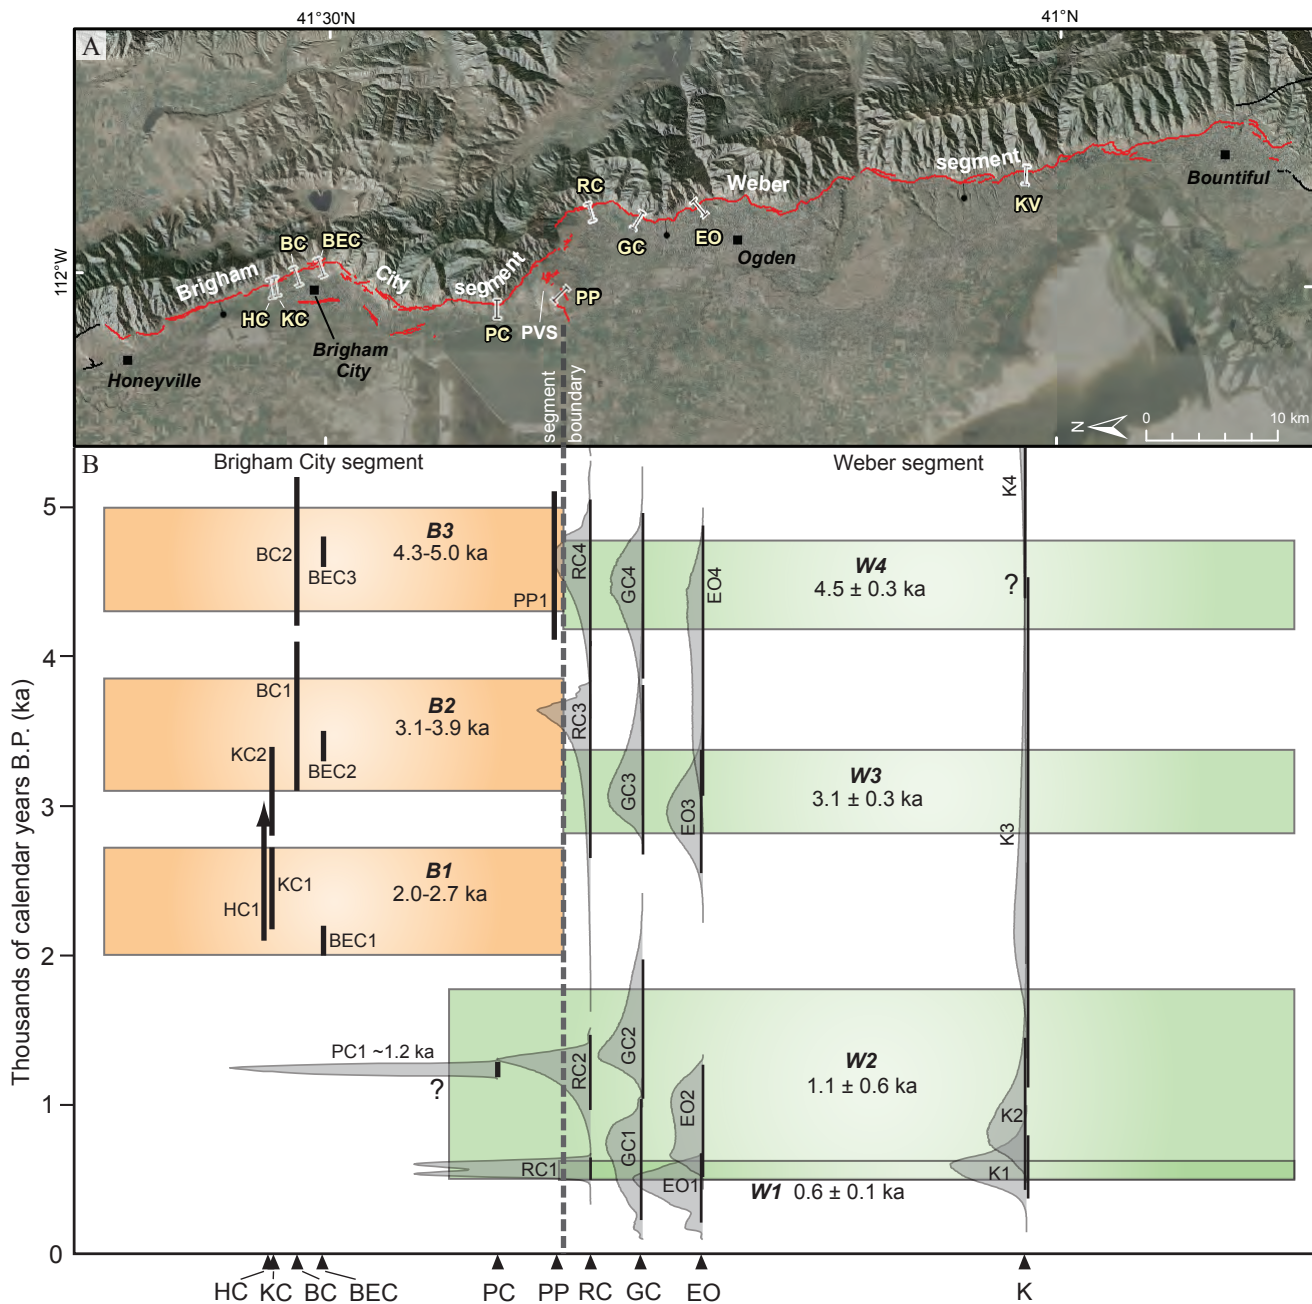 41°30'N
41°N
A
112°W
Brigham
City
segment
Weber
segment
BC
BEC
HC
KC
PC
PVS
PP
RC
GC
EO
KV
Honeyville
Brigham
City
Ogden
Bountiful
segment
boundary
N
0
10 km
B
Brigham City segment
Weber segment
Thousands of calendar years B.P. (ka)
5
4
3
2
1
0
B3
4.3-5.0 ka
BC2
BEC3
PP1
RC4
GC4
EO4
W4
4.5 ± 0.3 ka
K4
?
BC1
B2
3.1-3.9 ka
KC2
BEC2
RC3
GC3
EO3
W3
3.1 ± 0.3 ka
K3
B1
2.0-2.7 ka
KC1
HC1
BEC1
PC1 ~1.2 ka
?
RC2
GC2
EO2
W2
1.1 ± 0.6 ka
K2
RC1
GC1
EO1
W1 0.6 ± 0.1 ka
K1
HC
KC
BC
BEC
PC
PP
RC
GC
EO
K